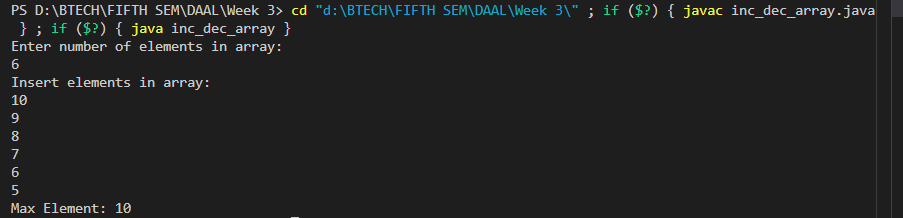 PS D:\BTECH\FIFTH SEM\DAAL\Week 3> cd "d:\BTECH\FIFTH SEM\DAAL\Week 3\" ; if ($?) { javac inc_dec_array.java
 } ; if ($?) { java inc_dec_array }
Enter number of elements in array:
6
Insert elements in array:
10
9
8
7
6
5
Max Element: 10